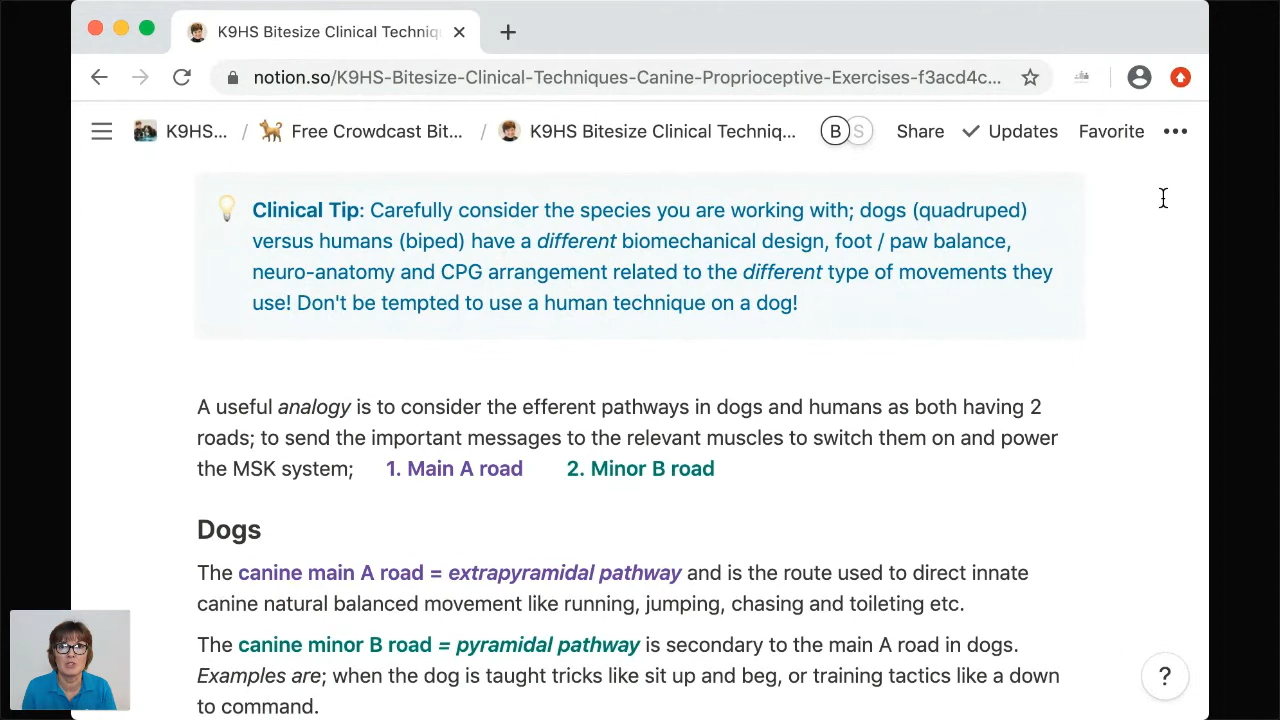 K9HS Bitesize Clinical Techniq
notion.so/K9HS-Bitesize-Clinical-Techniques-Canine-Proprioceptive-Exercises-f3acd4c...
K9HS... / Free Crowdcast Bit... / K9HS Bitesize Clinical Techniq... B S Share Updates Favorite
Clinical Tip: Carefully consider the species you are working with; dogs (quadruped)
versus humans (biped) have a different biomechanical design, foot / paw balance,
neuro-anatomy and CPG arrangement related to the different type of movements they
use! Don't be tempted to use a human technique on a dog!
A useful analogy is to consider the efferent pathways in dogs and humans as both having 2
roads; to send the important messages to the relevant muscles to switch them on and power
the MSK system; 1. Main A road 2. Minor B road
Dogs
The canine main A road = extrapyramidal pathway and is the route used to direct innate
canine natural balanced movement like running, jumping, chasing and toileting etc.
The canine minor B road = pyramidal pathway is secondary to the main A road in dogs.
Examples are; when the dog is taught tricks like sit up and beg, or training tactics like a down
to command.
?